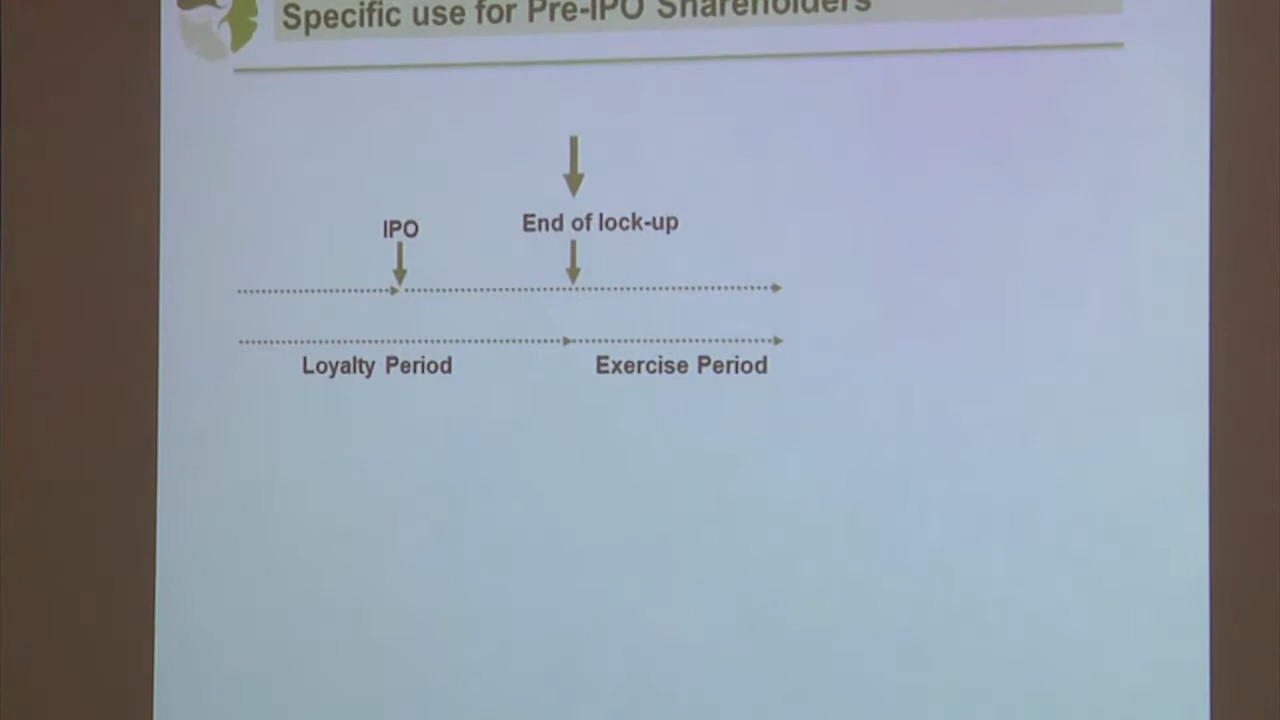 Specific use for Pre-IPO Shareholders
IPO
End of lock-up
Loyalty Period
Exercise Period